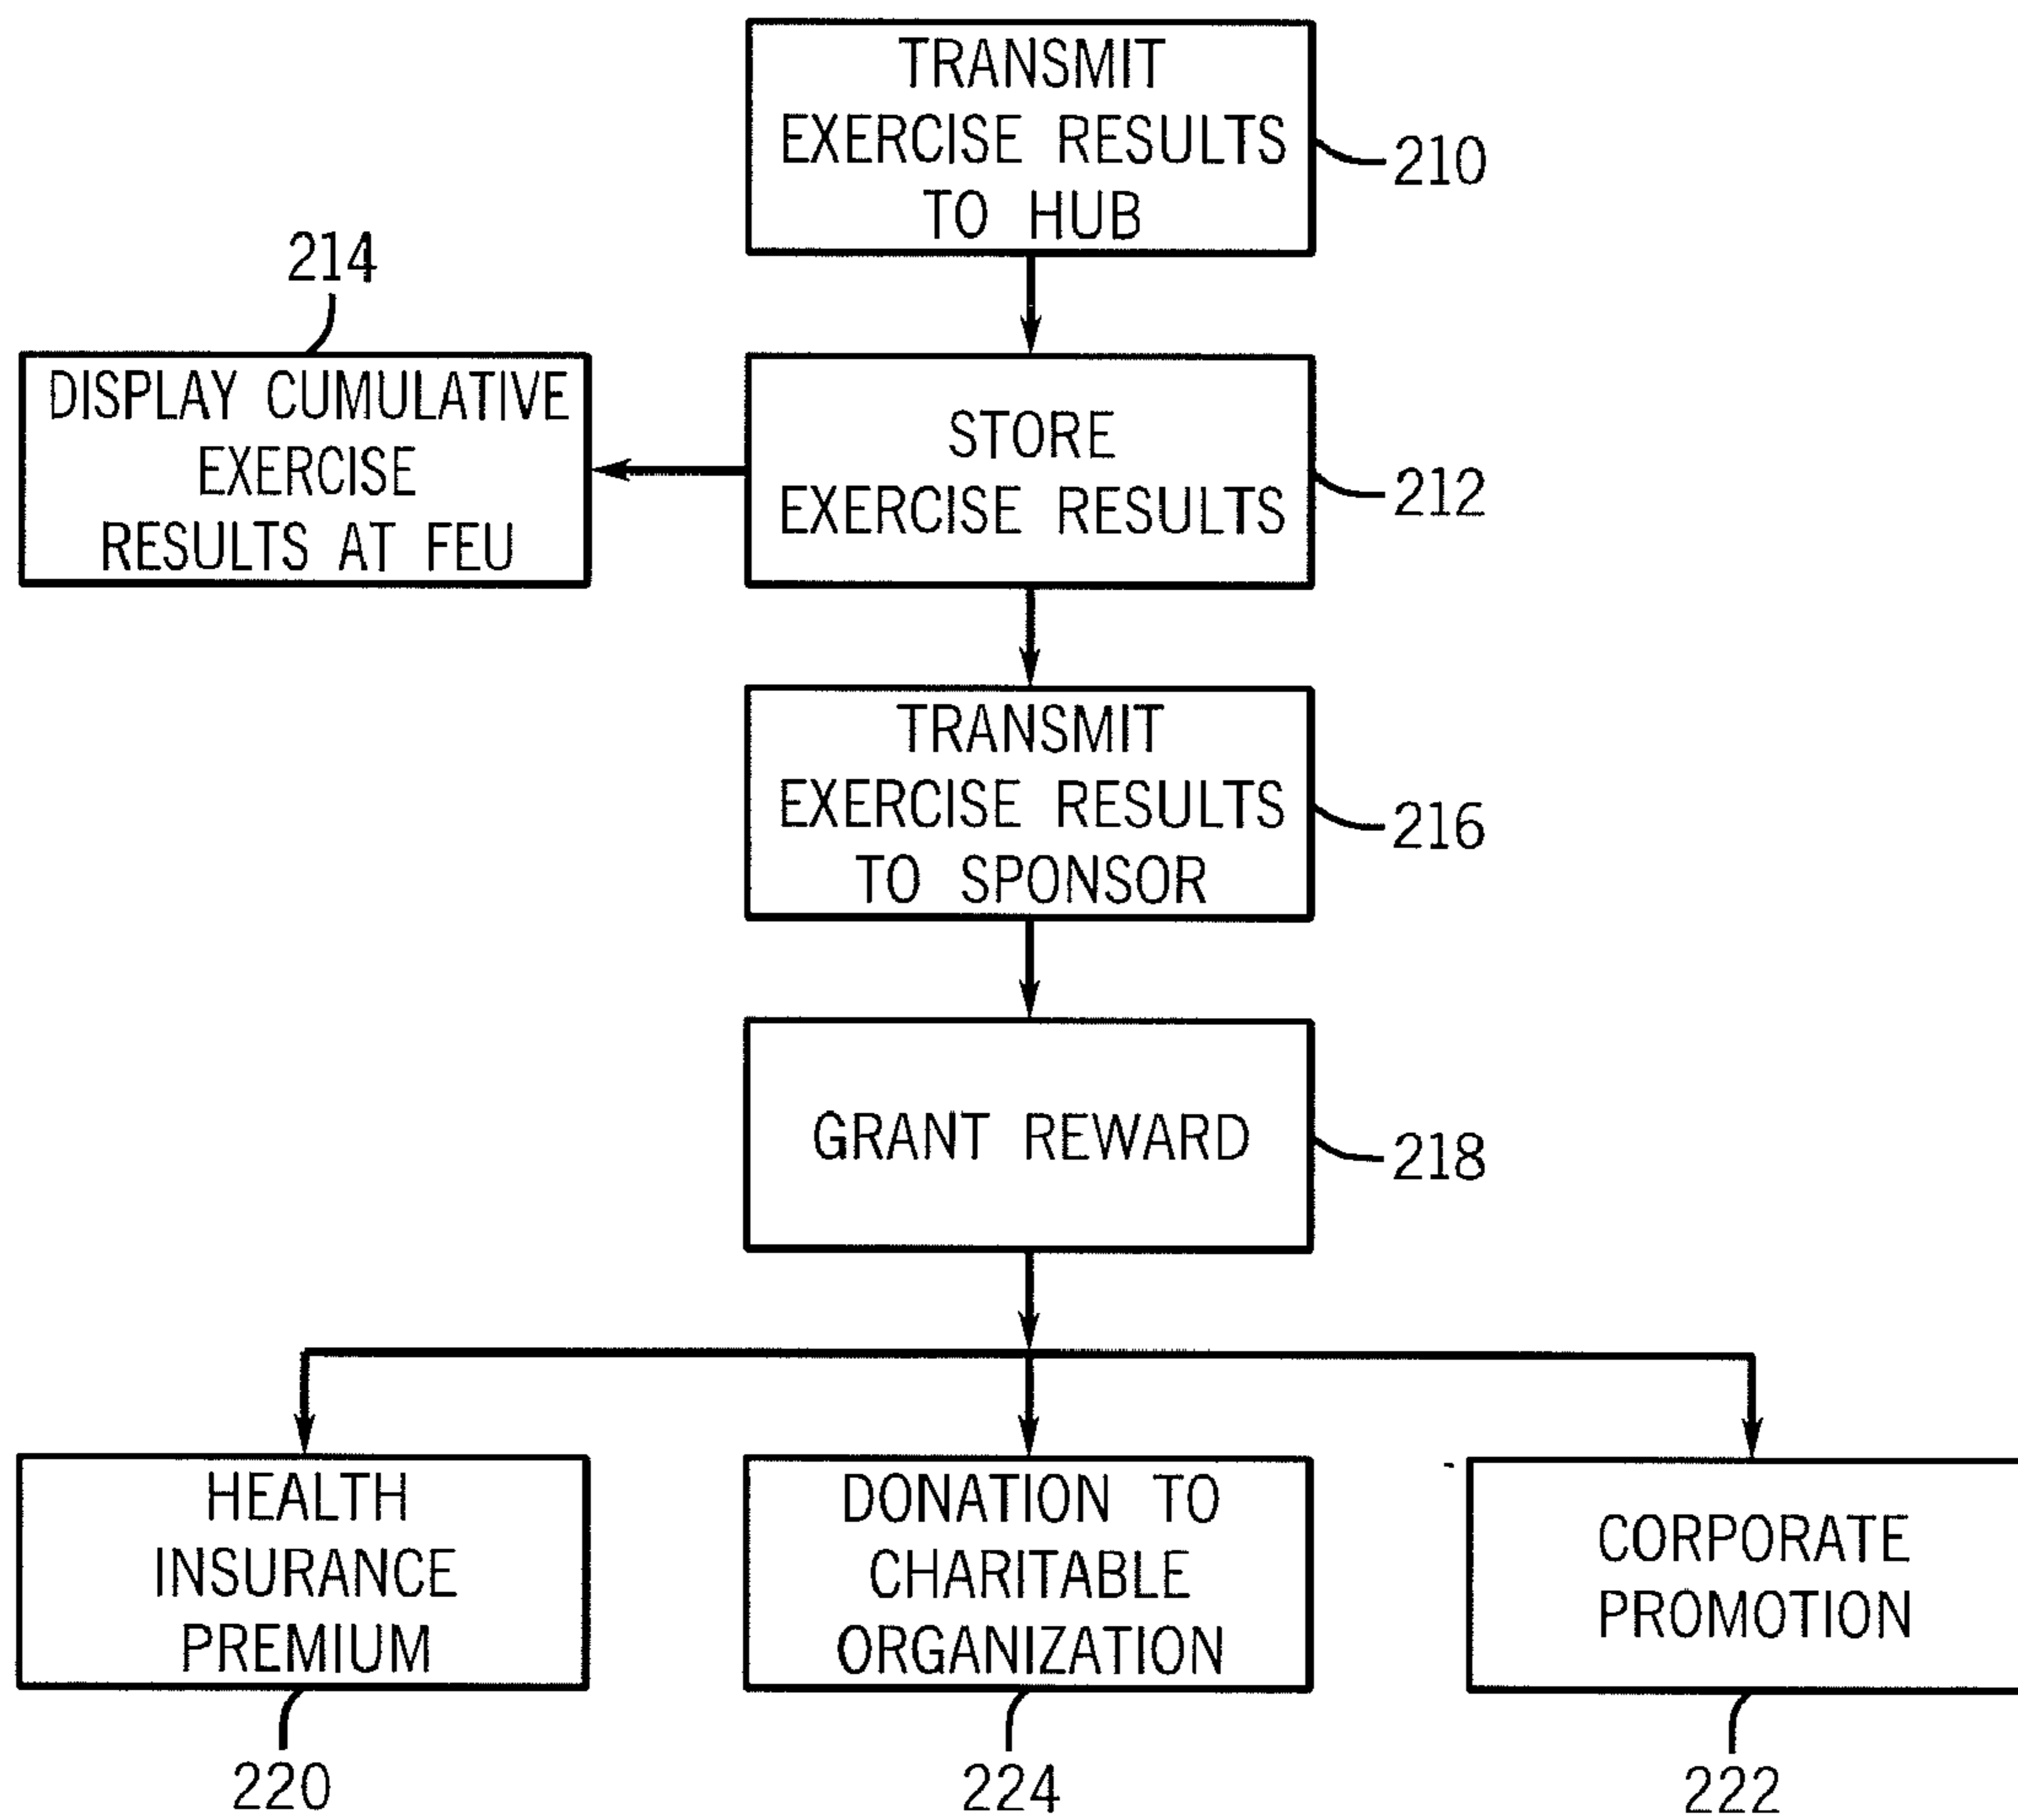 TRANSMIT
EXERCISE RESULTS
TO HUB
210
214
DISPLAY CUMULATIVE
EXERCISE
RESULTS AT FEU
STORE
EXERCISE RESULTS
212
TRANSMIT
EXERCISE RESULTS
TO SPONSOR
216
GRANT REWARD
218
HEALTH
INSURANCE
PREMIUM
220
DONATION TO
CHARITABLE
ORGANIZATION
224
CORPORATE
PROMOTION
222